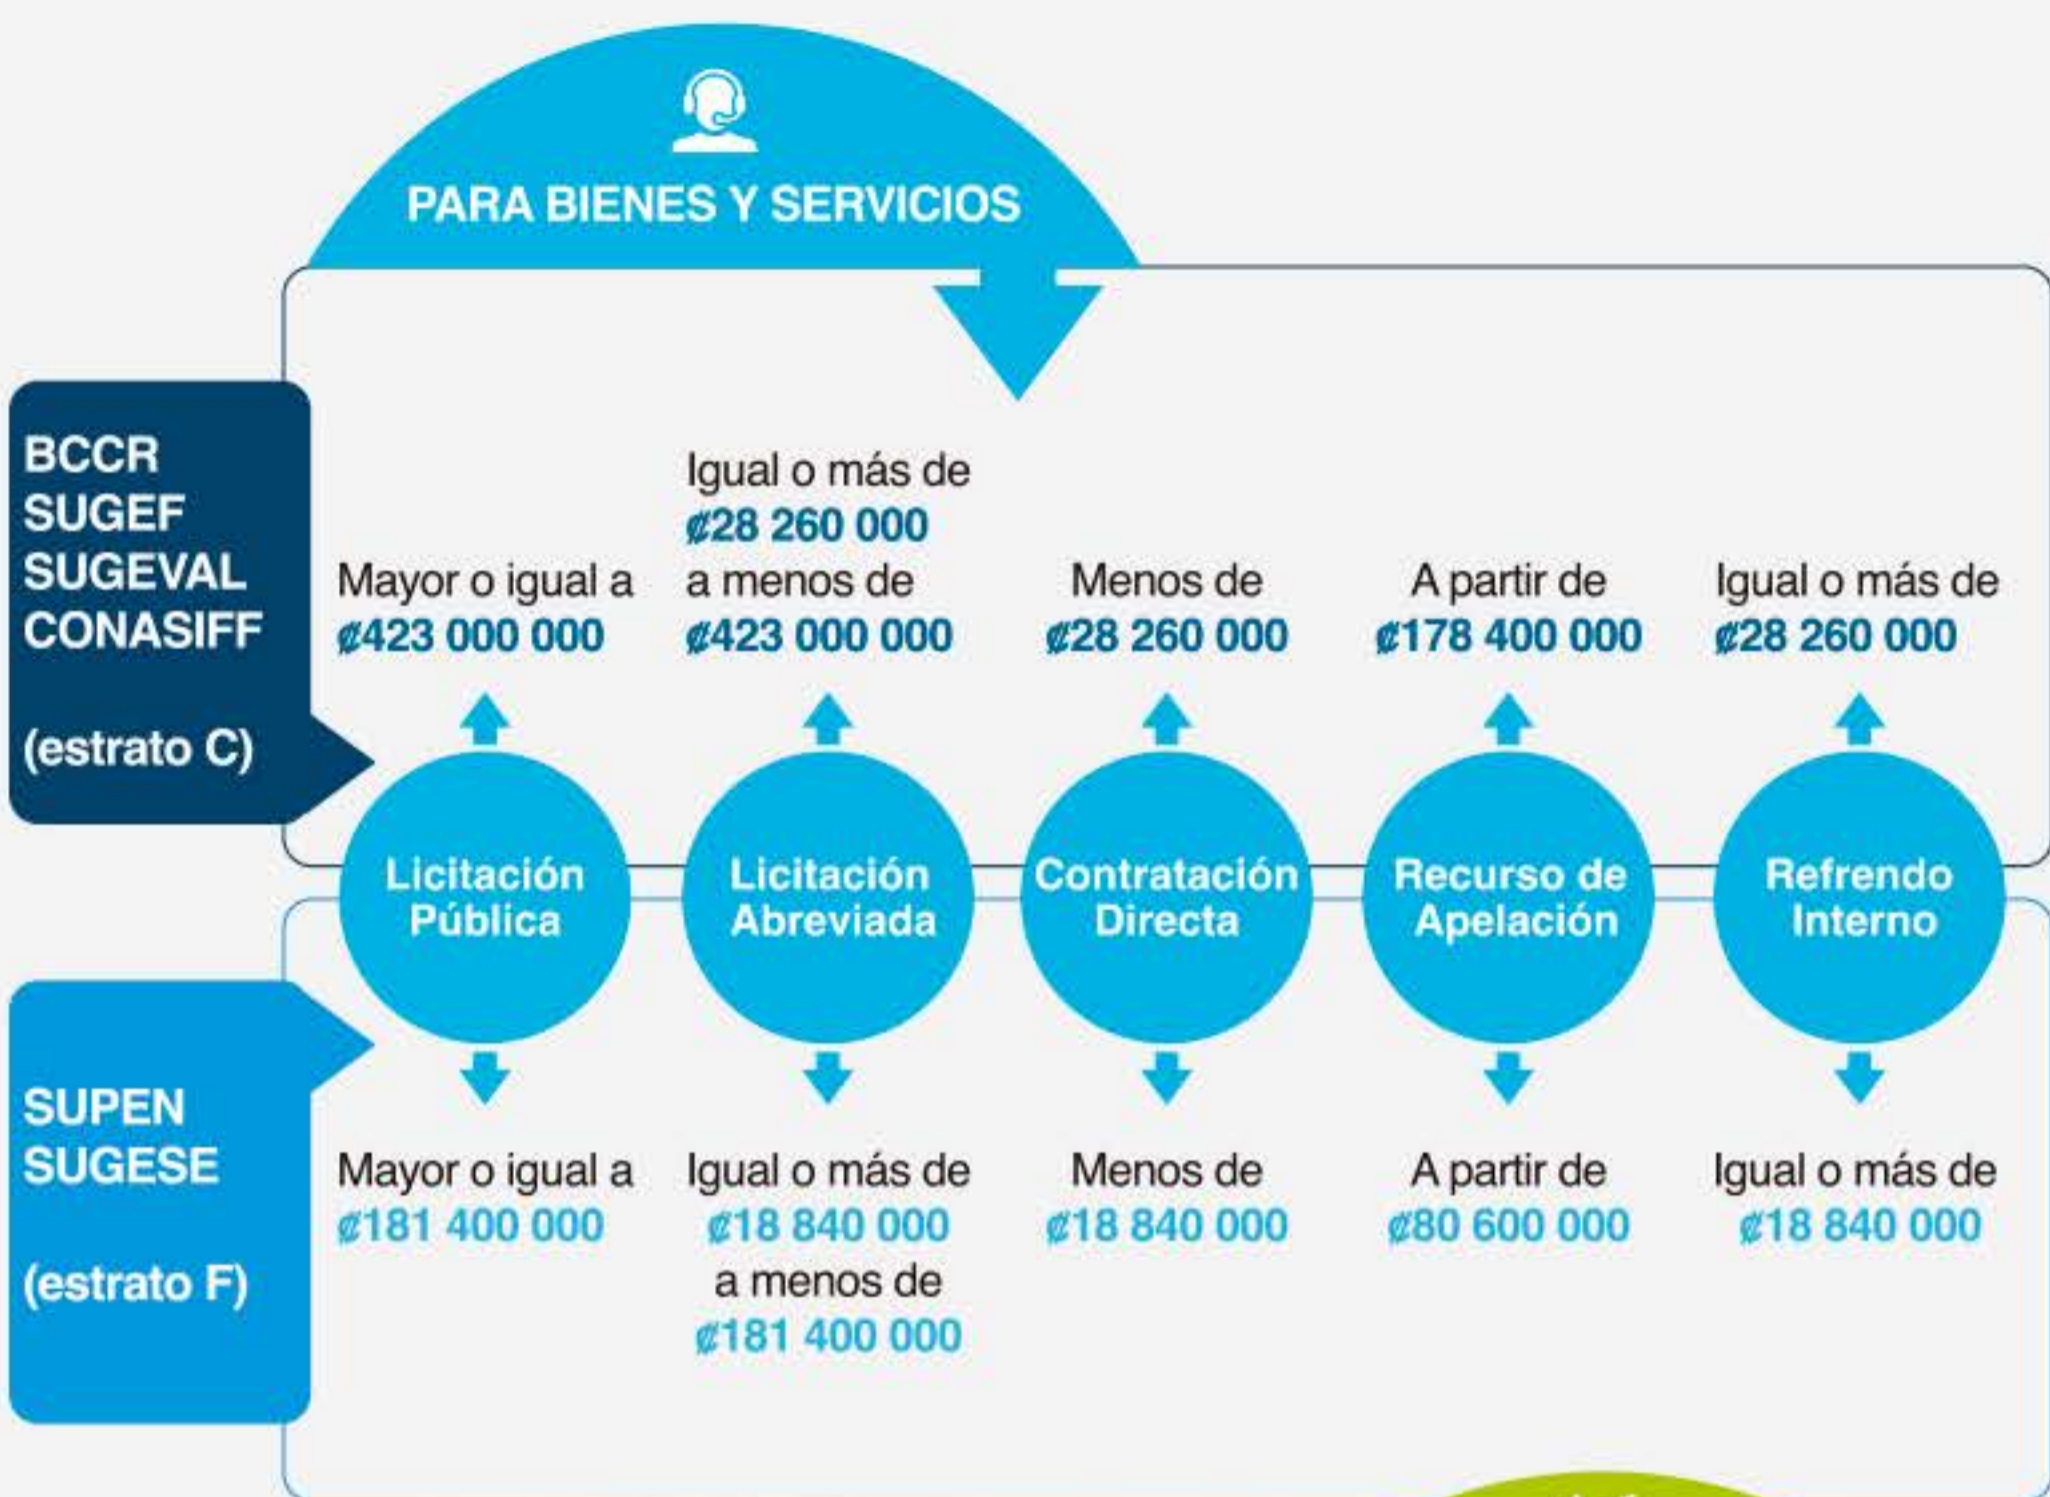 PARA BIENES Y SERVICIOS
BCCR
SUGEF
SUGEVAL
CONASIFF
(estrato C)
Mayor o igual a
₡423 000 000
Igual o más de
₡28 260 000
a menos de
₡423 000 000
Menos de
₡28 260 000
A partir de
₡178 400 000
Igual o más de
₡28 260 000
Licitación
Pública
Licitación
Abreviada
Contratación
Directa
Recurso de
Apelación
Refrendo
Interno
SUPEN
SUGESE
(estrato F)
Mayor o igual a
₡181 400 000
Igual o más de
₡18 840 000
a menos de
₡181 400 000
Menos de
₡18 840 000
A partir de
₡80 600 000
Igual o más de
₡18 840 000